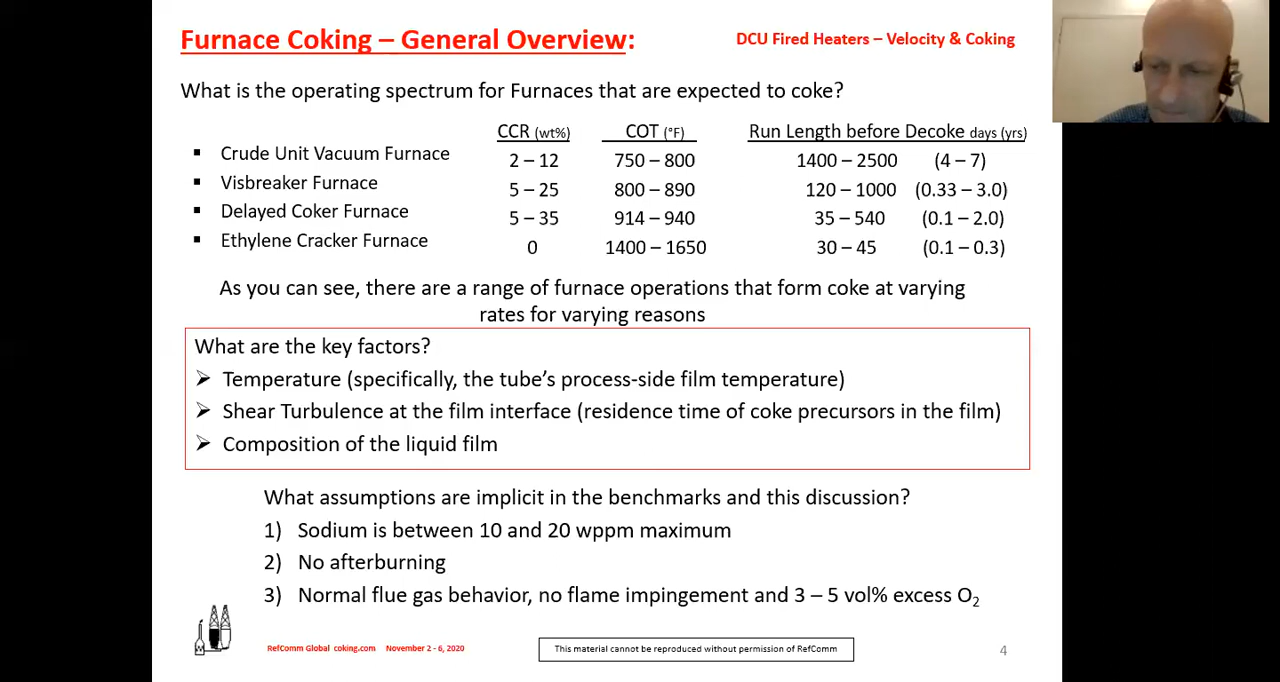 Furnace Coking – General Overview:
DCU Fired Heaters – Velocity & Coking
What is the operating spectrum for Furnaces that are expected to coke?
CCR (wt%) COT (°F) Run Length before Decoke days (yrs)
▪ Crude Unit Vacuum Furnace 2 – 12 750 – 800 1400 – 2500 (4 – 7)
▪ Visbreaker Furnace 5 – 25 800 – 890 120 – 1000 (0.33 – 3.0)
▪ Delayed Coker Furnace 5 – 35 914 – 940 35 – 540 (0.1 – 2.0)
▪ Ethylene Cracker Furnace 0 1400 – 1650 30 – 45 (0.1 – 0.3)
As you can see, there are a range of furnace operations that form coke at varying
rates for varying reasons
What are the key factors?
➢ Temperature (specifically, the tube's process-side film temperature)
➢ Shear Turbulence at the film interface (residence time of coke precursors in the film)
➢ Composition of the liquid film
What assumptions are implicit in the benchmarks and this discussion?
1) Sodium is between 10 and 20 wppm maximum
2) No afterburning
3) Normal flue gas behavior, no flame impingement and 3 – 5 vol% excess O₂
RefComm Global coking.com November 2 - 6, 2020
This material cannot be reproduced without permission of RefComm
4